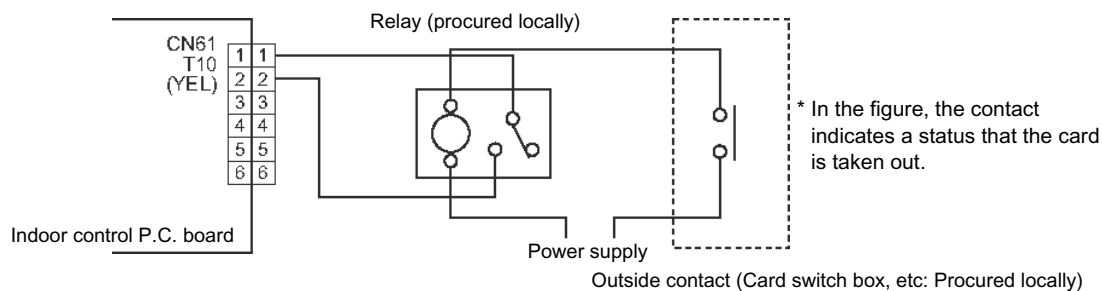 Relay (procured locally)
CN61
T10
(YEL)
1 1
2 2
3 3
4 4
5 5
6 6
* In the figure, the contact
indicates a status that the card
is taken out.
Indoor control P.C. board
Power supply
Outside contact (Card switch box, etc: Procured locally)